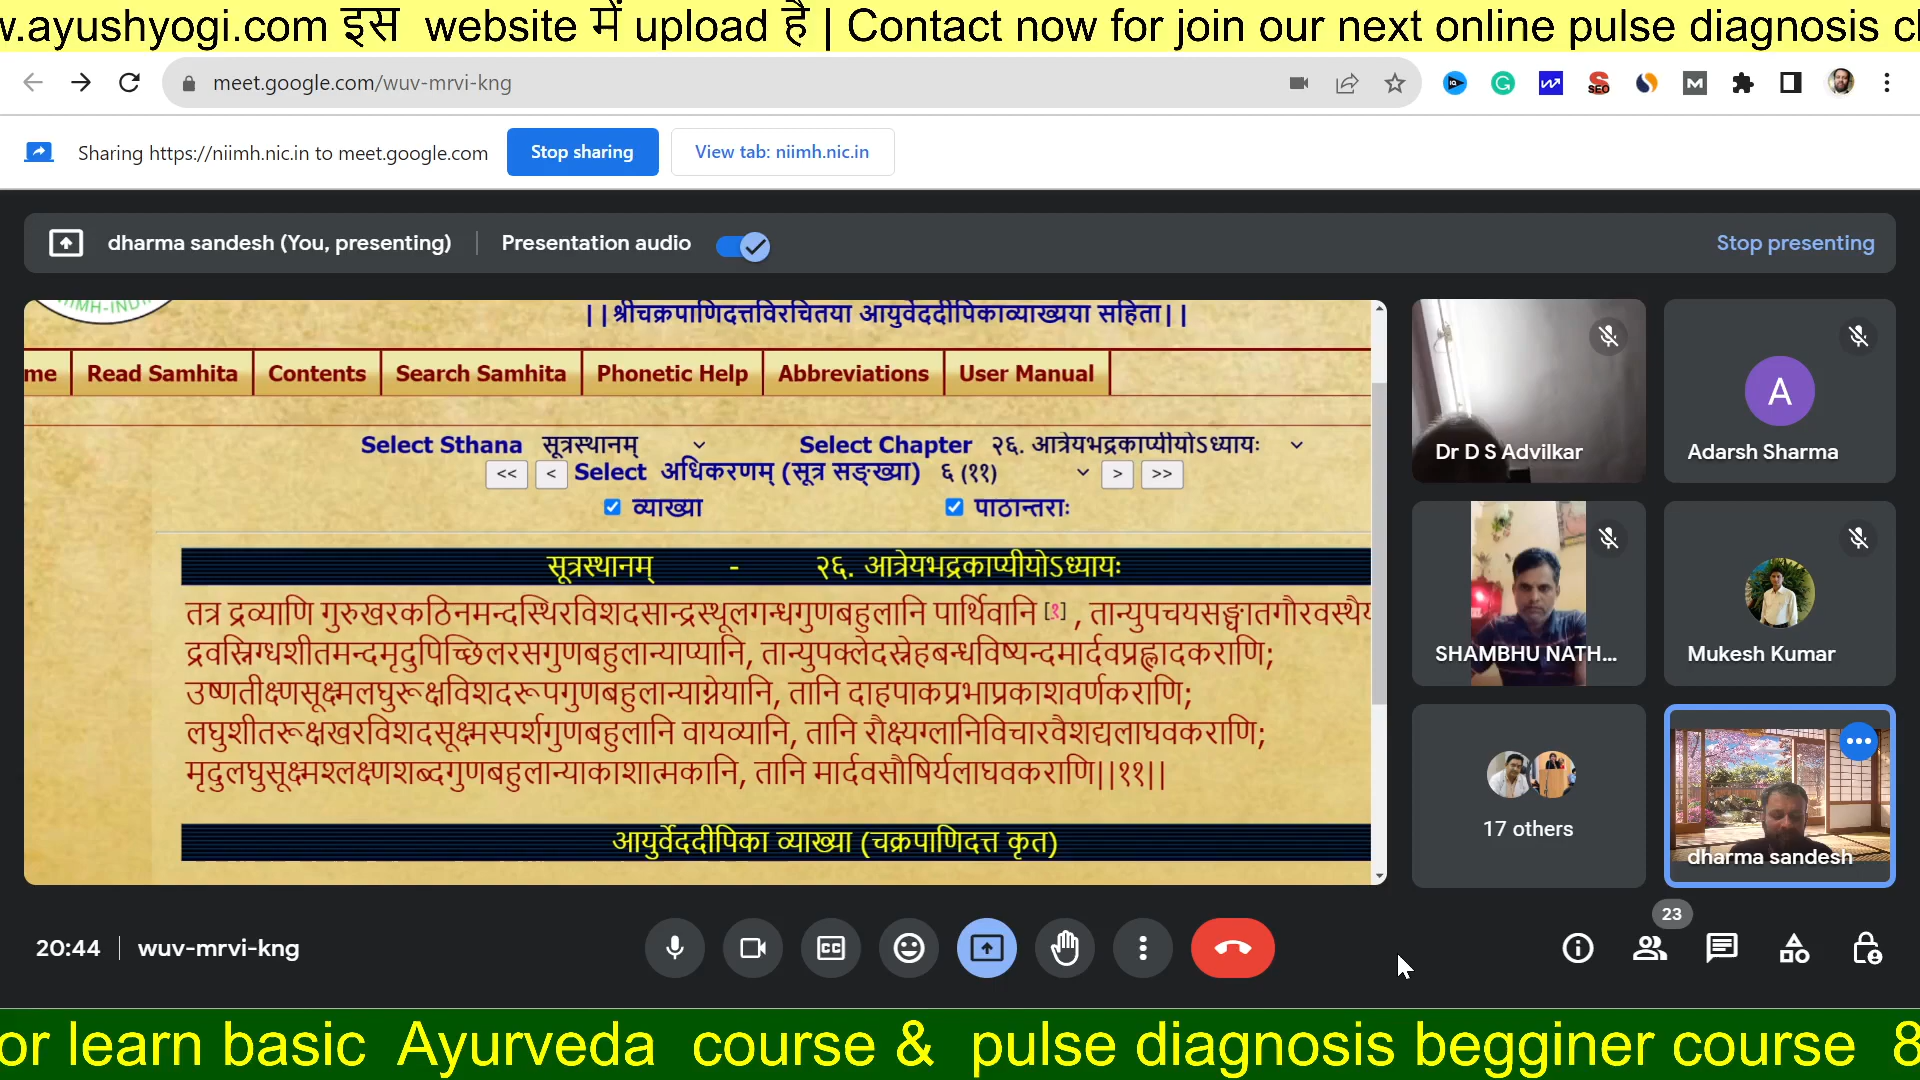 w.ayushyogi.com इस website में upload है | Contact now for join our next online pulse diagnosis cl
meet.google.com/wuv-mrvi-kng
Sharing https://niimh.nic.in to meet.google.com
Stop sharing
View tab: niimh.nic.in
dharma sandesh (You, presenting)
Presentation audio
Stop presenting
||श्रीचक्रपाणिदत्तविरचितया आयुर्वेददीपिकाव्याख्यया सहिता||
me
Read Samhita
Contents
Search Samhita
Phonetic Help
Abbreviations
User Manual
Select Sthana सूत्रस्थानम्
Select Chapter २६. आत्रेयभद्रकाप्यीयोऽध्यायः
<< < Select अधिकरणम् (सूत्र सङ्ख्या) ६ (११) > >>
व्याख्या
पाठान्तराः
सूत्रस्थानम् - २६. आत्रेयभद्रकाप्यीयोऽध्यायः
तत्र द्रव्याणि गुरुखरकठिनमन्दस्थिरविशदसान्द्रस्थूलगन्धगुणबहुलानि पार्थिवानि [१] , तान्युपचयसङ्घातगौरवस्थैर्य
द्रवस्निग्धशीतमन्दमृदुपिच्छिलरसगुणबहुलान्याप्यानि, तान्युपक्लेदस्नेहबन्धविष्यन्दमार्दवप्रह्लादकराणि;
उष्णतीक्ष्णसूक्ष्मलघुरूक्षविशदरूपगुणबहुलान्याग्नेयानि, तानि दाहपाकप्रभाप्रकाशवर्णकराणि;
लघुशीतरूक्षखरविशदसूक्ष्मस्पर्शगुणबहुलानि वायव्यानि, तानि रौक्ष्यग्लानिविचारवैशद्यलाघवकराणि;
मृदुलघुसूक्ष्मश्लक्ष्णशब्दगुणबहुलान्याकाशात्मकानि, तानि मार्दवसौषिर्यलाघवकराणि||११||
आयुर्वेददीपिका व्याख्या (चक्रपाणिदत्त कृत)
Dr D S Advilkar
Adarsh Sharma
SHAMBHU NATH...
Mukesh Kumar
17 others
dharma sandesh
20:44
wuv-mrvi-kng
23
or learn basic Ayurveda course & pulse diagnosis begginer course 8